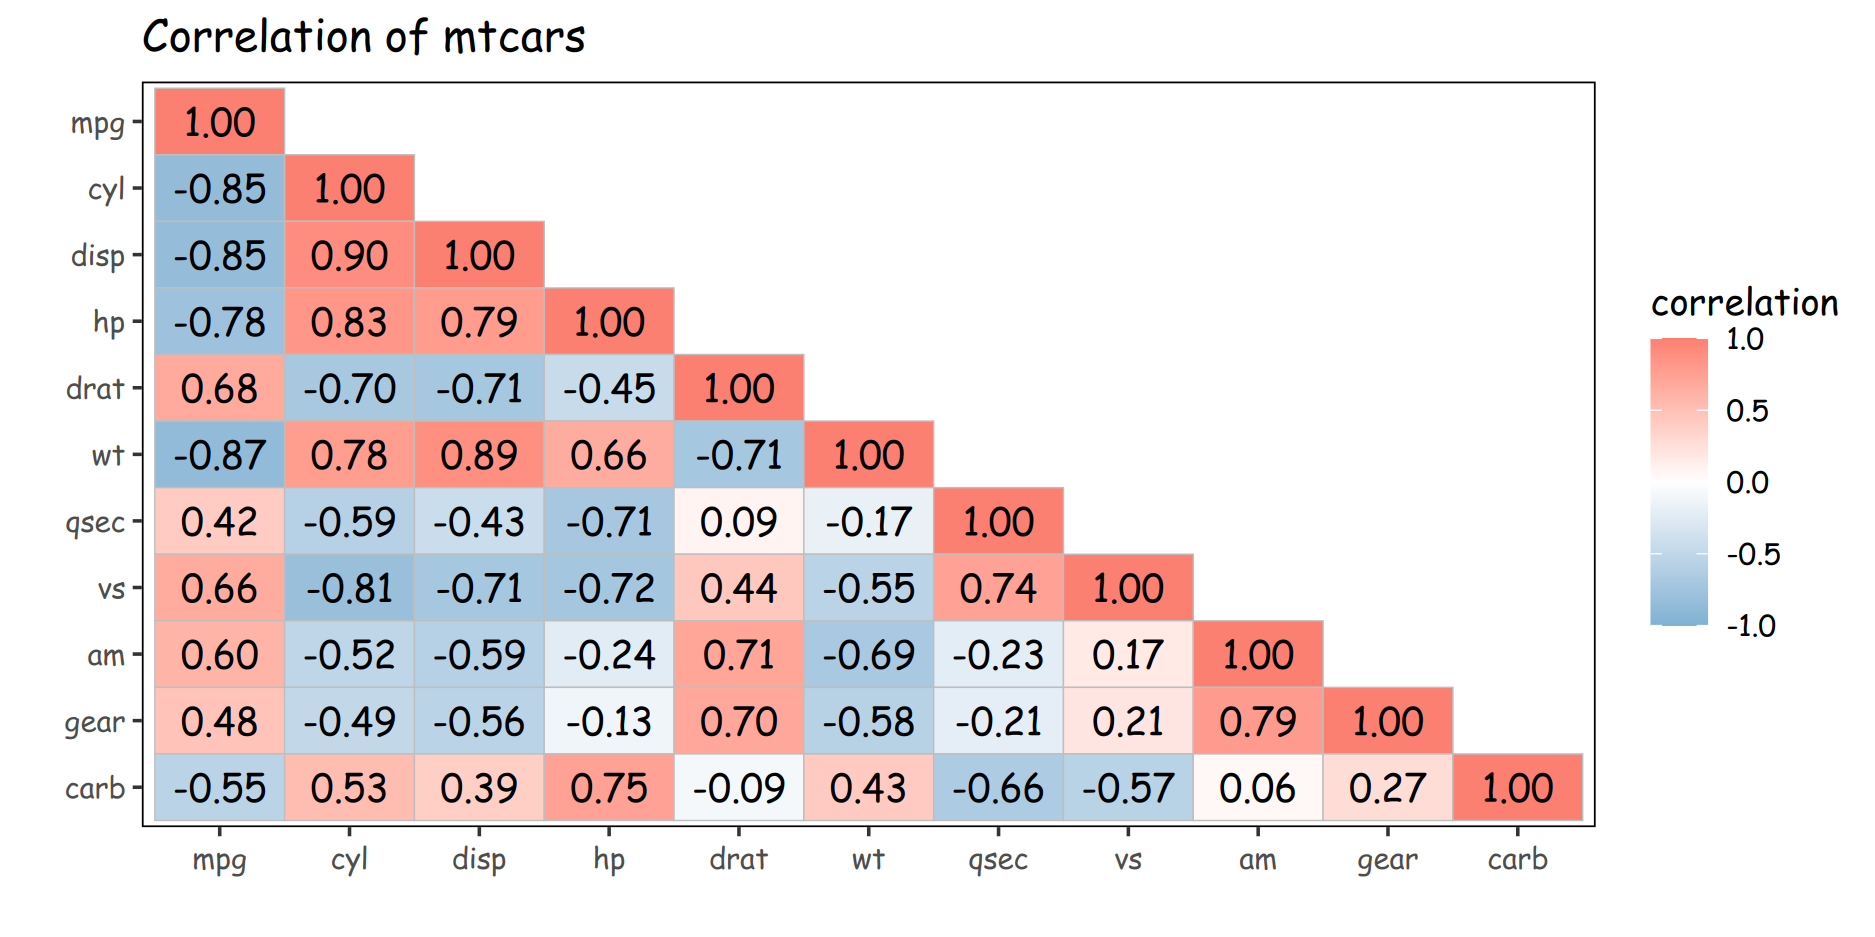 Correlation of mtcars
mpg 1.00
cyl -0.85 1.00
disp -0.85 0.90 1.00
hp -0.78 0.83 0.79 1.00
drat 0.68 -0.70 -0.71 -0.45 1.00
wt -0.87 0.78 0.89 0.66 -0.71 1.00
qsec 0.42 -0.59 -0.43 -0.71 0.09 -0.17 1.00
vs 0.66 -0.81 -0.71 -0.72 0.44 -0.55 0.74 1.00
am 0.60 -0.52 -0.59 -0.24 0.71 -0.69 -0.23 0.17 1.00
gear 0.48 -0.49 -0.56 -0.13 0.70 -0.58 -0.21 0.21 0.79 1.00
carb -0.55 0.53 0.39 0.75 -0.09 0.43 -0.66 -0.57 0.06 0.27 1.00
mpg cyl disp hp drat wt qsec vs am gear carb
correlation
1.0
0.5
0.0
-0.5
-1.0